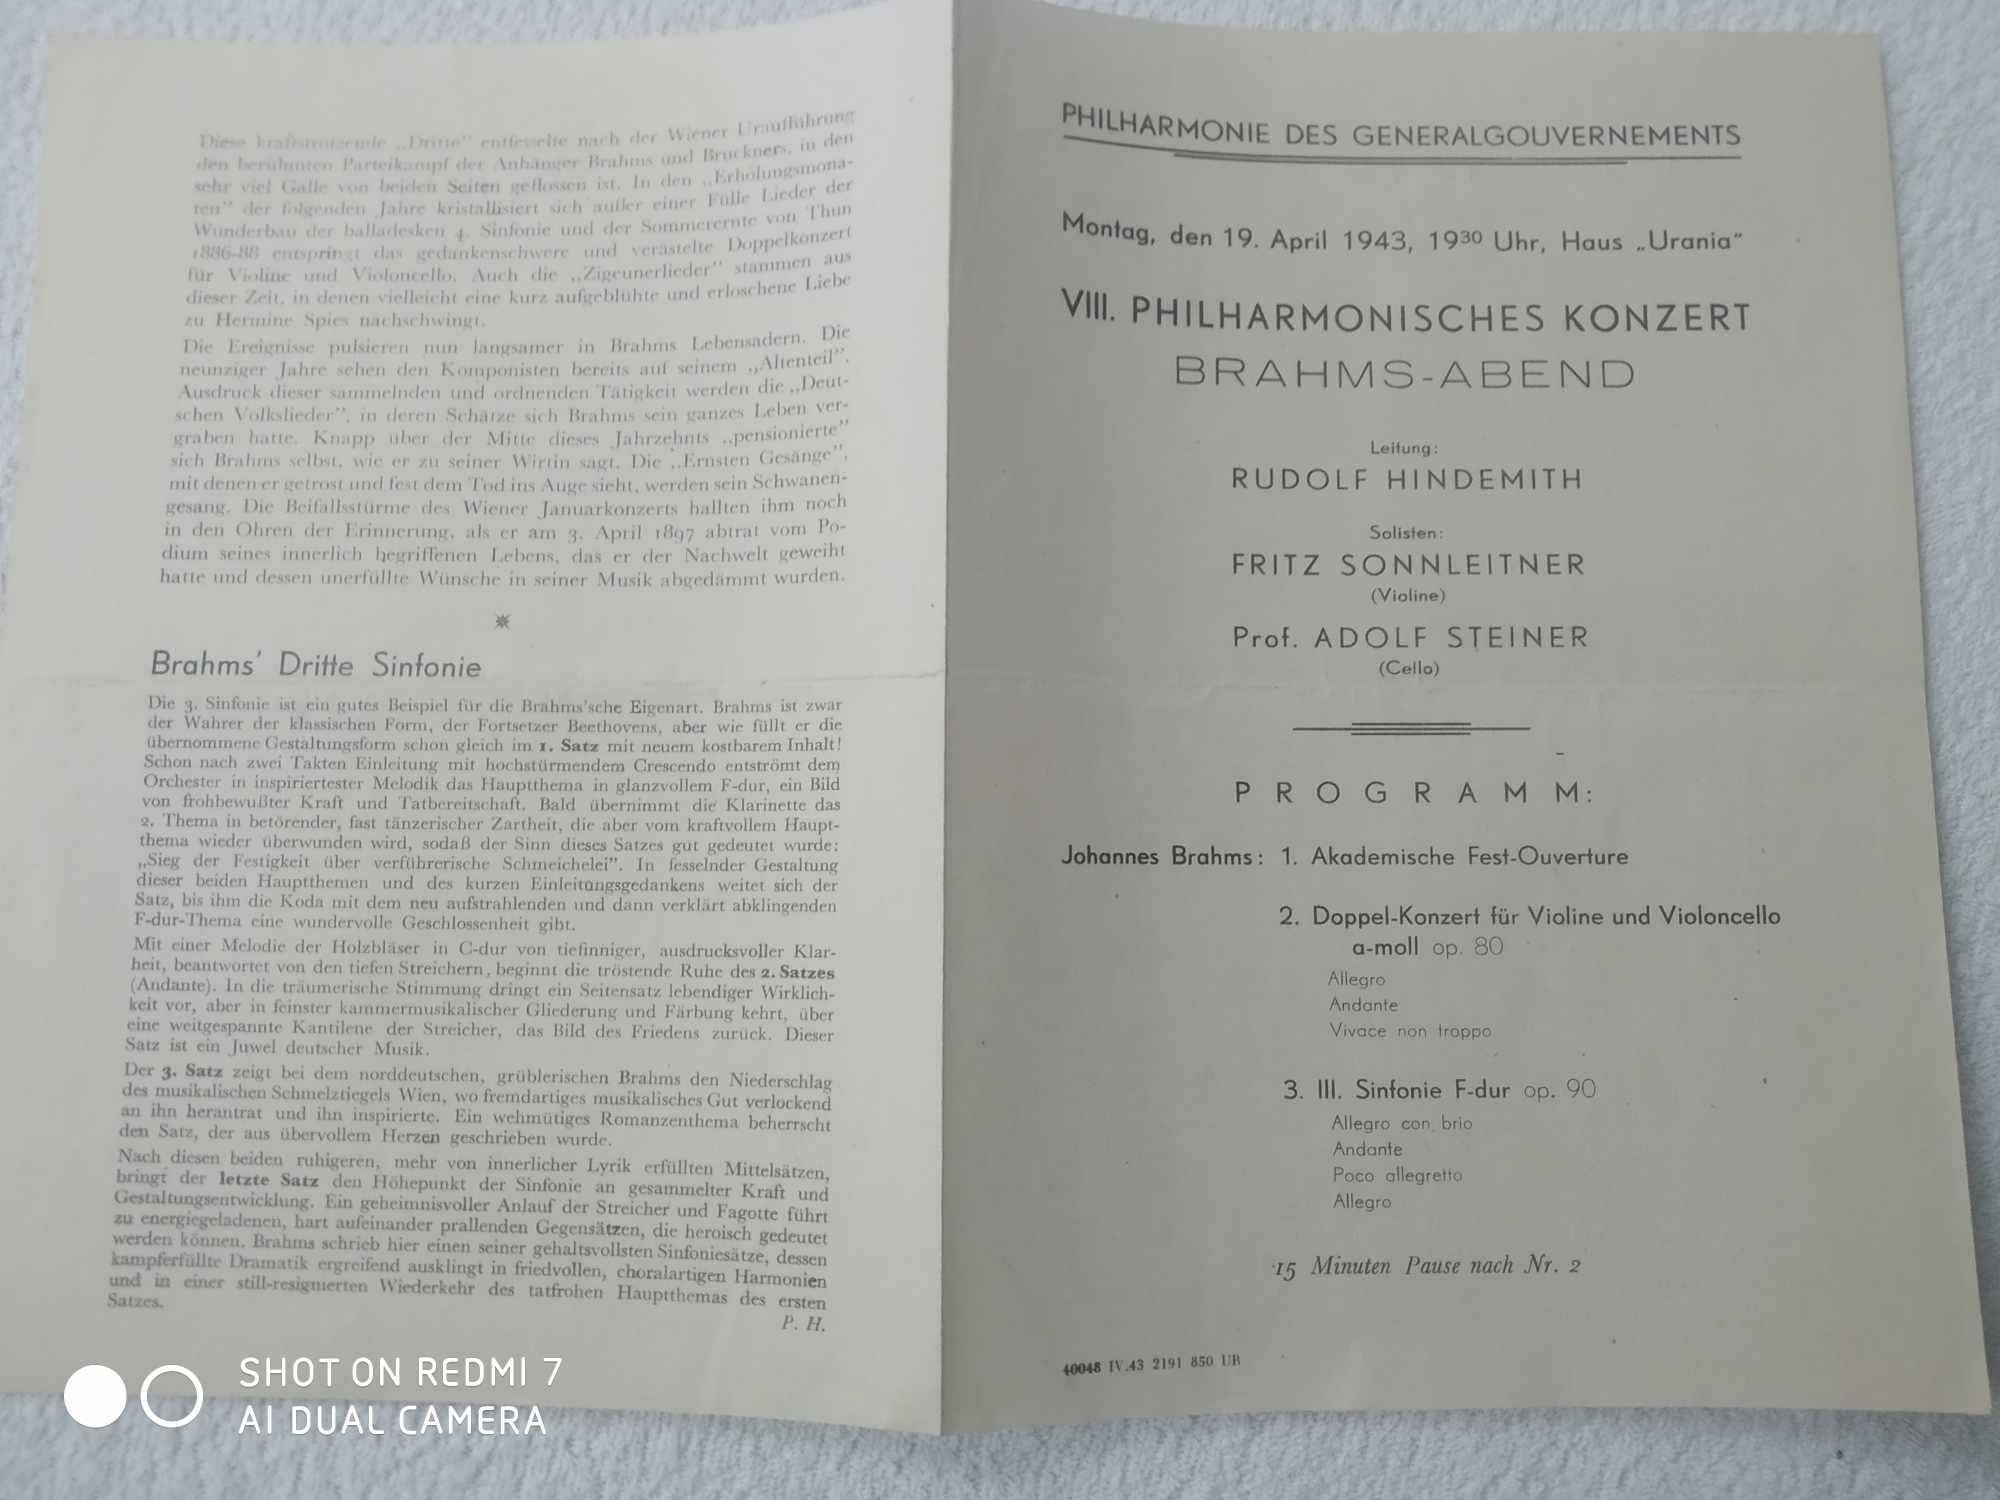 Diese kraftstrotzende „Dritte” entfesselte nach der Wiener Uraufführung
den berühmten Parteikampf der Anhänger Brahms und Bruckners, in den
sehr viel Galle von beiden Seiten geflossen ist. In den „Erholungsmona-
ten” der folgenden Jahre kristallisiert sich außer einer Fülle Lieder der
Wunderbau der balladesken 4. Sinfonie und der Sommerernte von Thun
1886-88 entspringt das gedankenschwere und verästelte Doppelkonzert
für Violine und Violoncello. Auch die „Zigeunerlieder” stammen aus
dieser Zeit, in denen vielleicht eine kurz aufgeblühte und erloschene Liebe
zu Hermine Spies nachschwingt.
Die Ereignisse pulsieren nun langsamer in Brahms Lebensadern. Die
neunziger Jahre sehen den Komponisten bereits auf seinem „Altenteil”.
Ausdruck dieser sammelnden und ordnenden Tätigkeit werden die „Deut-
schen Volkslieder”, in deren Schätze sich Brahms sein ganzes Leben ver-
graben hatte. Knapp über der Mitte dieses Jahrzehnts „pensionierte”
sich Brahms selbst, wie er zu seiner Wirtin sagt. Die „Ernsten Gesänge”,
mit denen er getrost und fest dem Tod ins Auge sieht, werden sein Schwanen-
gesang. Die Beifallsstürme des Wiener Januarkonzerts hallten ihm noch
in den Ohren der Erinnerung, als er am 3. April 1897 abtrat vom Po-
dium seines innerlich begriffenen Lebens, das er der Nachwelt geweiht
hatte und dessen unerfüllte Wünsche in seiner Musik abgedämmt wurden.
Brahms’ Dritte Sinfonie
Die 3. Sinfonie ist ein gutes Beispiel für die Brahms’sche Eigenart. Brahms ist zwar
der Wahrer der klassischen Form, der Fortsetzer Beethovens, aber wie füllt er die
übernommene Gestaltungsform schon gleich im 1. Satz mit neuem kostbarem Inhalt!
Schon nach zwei Takten Einleitung mit hochstürmendem Crescendo entströmt dem
Orchester in inspiriertester Melodik das Hauptthema in glanzvollem F-dur, ein Bild
von frohbewußter Kraft und Tatbereitschaft. Bald übernimmt die Klarinette das
2. Thema in betörender, fast tänzerischer Zartheit, die aber vom kraftvollem Haupt-
thema wieder überwunden wird, sodaß der Sinn dieses Satzes gut gedeutet wurde:
„Sieg der Festigkeit über verführerische Schmeichelei”. In fesselnder Gestaltung
dieser beiden Hauptthemen und des kurzen Einleitungsgedankens weitet sich der
Satz, bis ihm die Koda mit dem neu aufstrahlenden und dann verklärt abklingenden
F-dur-Thema eine wundervolle Geschlossenheit gibt.
Mit einer Melodie der Holzbläser in C-dur von tiefinniger, ausdrucksvoller Klar-
heit, beantwortet von den tiefen Streichern, beginnt die tröstende Ruhe des 2. Satzes
(Andante). In die träumerische Stimmung dringt ein Seitensatz lebendiger Wirklich-
keit vor, aber in feinster kammermusikalischer Gliederung und Färbung kehrt, über
eine weitgespannte Kantilene der Streicher, das Bild des Friedens zurück. Dieser
Satz ist ein Juwel deutscher Musik.
Der 3. Satz zeigt bei dem norddeutschen, grüblerischen Brahms den Niederschlag
des musikalischen Schmelztiegels Wien, wo fremdartiges musikalisches Gut verlockend
an ihn herantrat und ihn inspirierte. Ein wehmütiges Romanzenthema beherrscht
den Satz, der aus übervollem Herzen geschrieben wurde.
Nach diesen beiden ruhigeren, mehr von innerlicher Lyrik erfüllten Mittelsätzen,
bringt der letzte Satz den Höhepunkt der Sinfonie an gesammelter Kraft und
Gestaltungsentwicklung. Ein geheimnisvoller Anlauf der Streicher und Fagotte führt
zu energiegeladenen, hart aufeinander prallenden Gegensätzen, die heroisch gedeutet
werden können. Brahms schrieb hier einen seiner gehaltsvollsten Sinfoniesätze, dessen
kampferfüllte Dramatik ergreifend ausklingt in friedvollen, choralartigen Harmonien
und in einer still-resignierten Wiederkehr des tatfrohen Hauptthemas des ersten
Satzes.
P. H.
PHILHARMONIE DES GENERALGOUVERNEMENTS
Montag, den 19. April 1943, 19³⁰ Uhr, Haus „Urania”
VIII. PHILHARMONISCHES KONZERT
BRAHMS-ABEND
Leitung:
RUDOLF HINDEMITH
Solisten:
FRITZ SONNLEITNER
(Violine)
Prof. ADOLF STEINER
(Cello)
PROGRAMM:
Johannes Brahms: 1. Akademische Fest-Ouverture
2. Doppel-Konzert für Violine und Violoncello
a-moll op. 80
Allegro
Andante
Vivace non troppo
3. III. Sinfonie F-dur op. 90
Allegro con brio
Andante
Poco allegretto
Allegro
15 Minuten Pause nach Nr. 2
40048 IV.43 2191 850 UB
SHOT ON REDMI 7
AI DUAL CAMERA